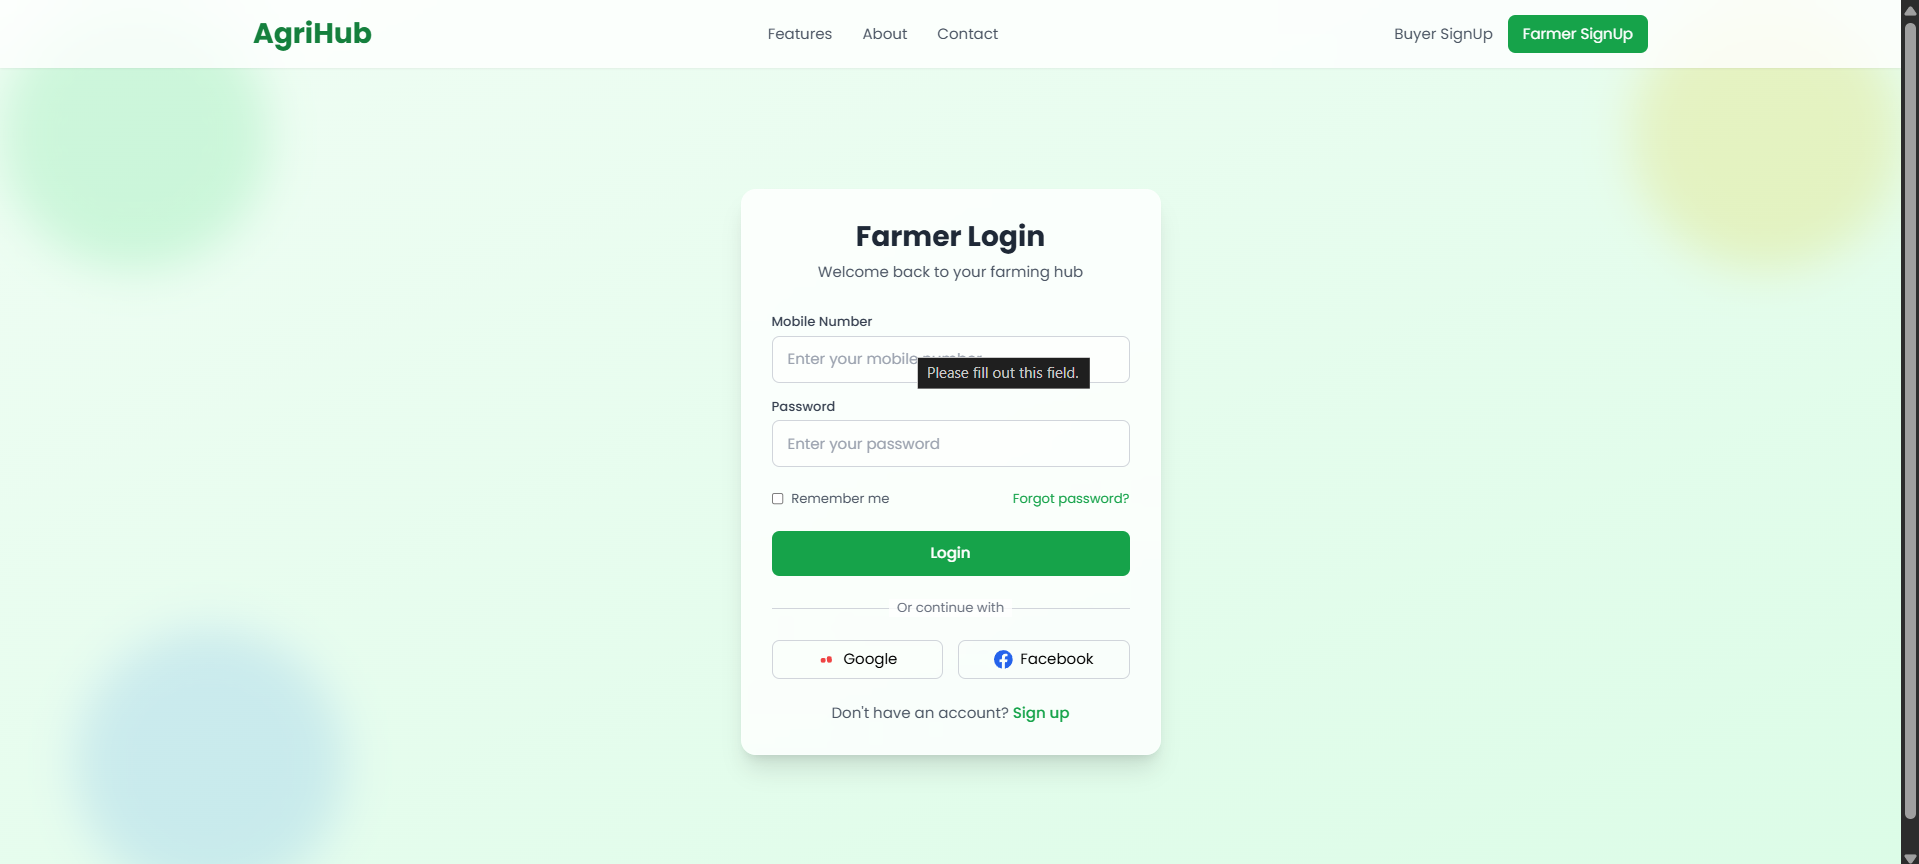 AgriHub
Features About Contact
Buyer SignUp Farmer SignUp
Farmer Login
Welcome back to your farming hub
Mobile Number
Enter your mobile
Please fill out this field.
Password
Enter your password
Remember me Forgot password?
Login
Or continue with
Google Facebook
Don't have an account? Sign up